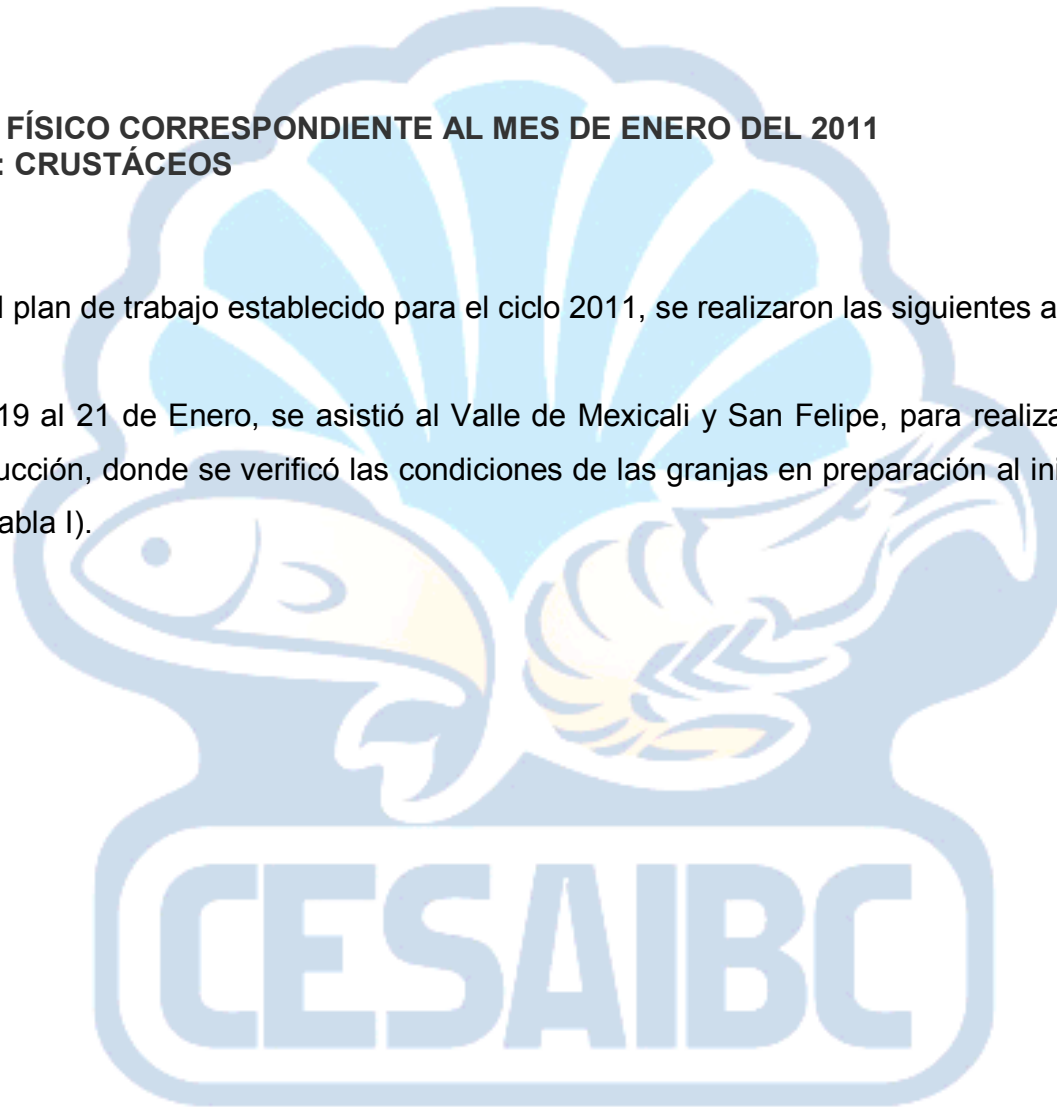 FÍSICO CORRESPONDIENTE AL MES DE ENERO DEL 2011
: CRUSTÁCEOS
l plan de trabajo establecido para el ciclo 2011, se realizaron las siguientes a
19 al 21 de Enero, se asistió al Valle de Mexicali y San Felipe, para realiza
ucción, donde se verificó las condiciones de las granjas en preparación al ini
abla I).
CESAIBC